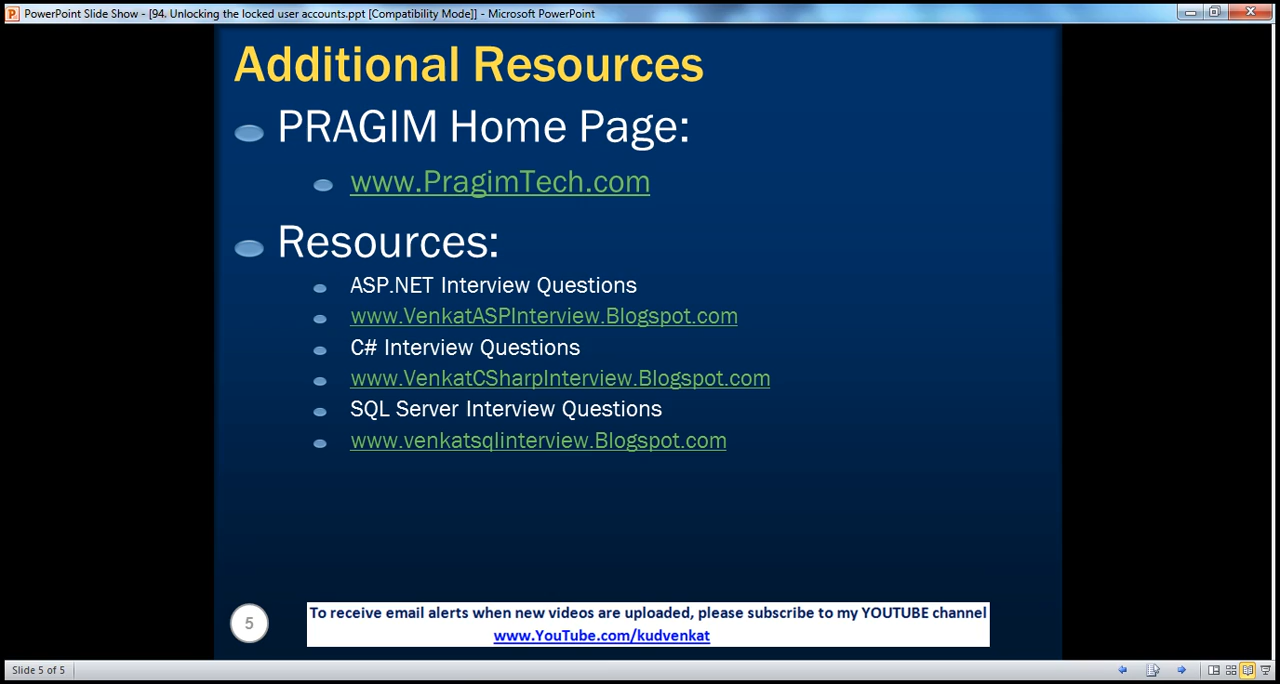 PowerPoint Slide Show - [94. Unlocking the locked user accounts.ppt [Compatibility Mode]] - Microsoft PowerPoint
Additional Resources
PRAGIM Home Page:
www.PragimTech.com
Resources:
ASP.NET Interview Questions
www.VenkatASPInterview.Blogspot.com
C# Interview Questions
www.VenkatCSharpInterview.Blogspot.com
SQL Server Interview Questions
www.venkatsqlinterview.Blogspot.com
5
To receive email alerts when new videos are uploaded, please subscribe to my YOUTUBE channel
www.YouTube.com/kudvenkat
Slide 5 of 5